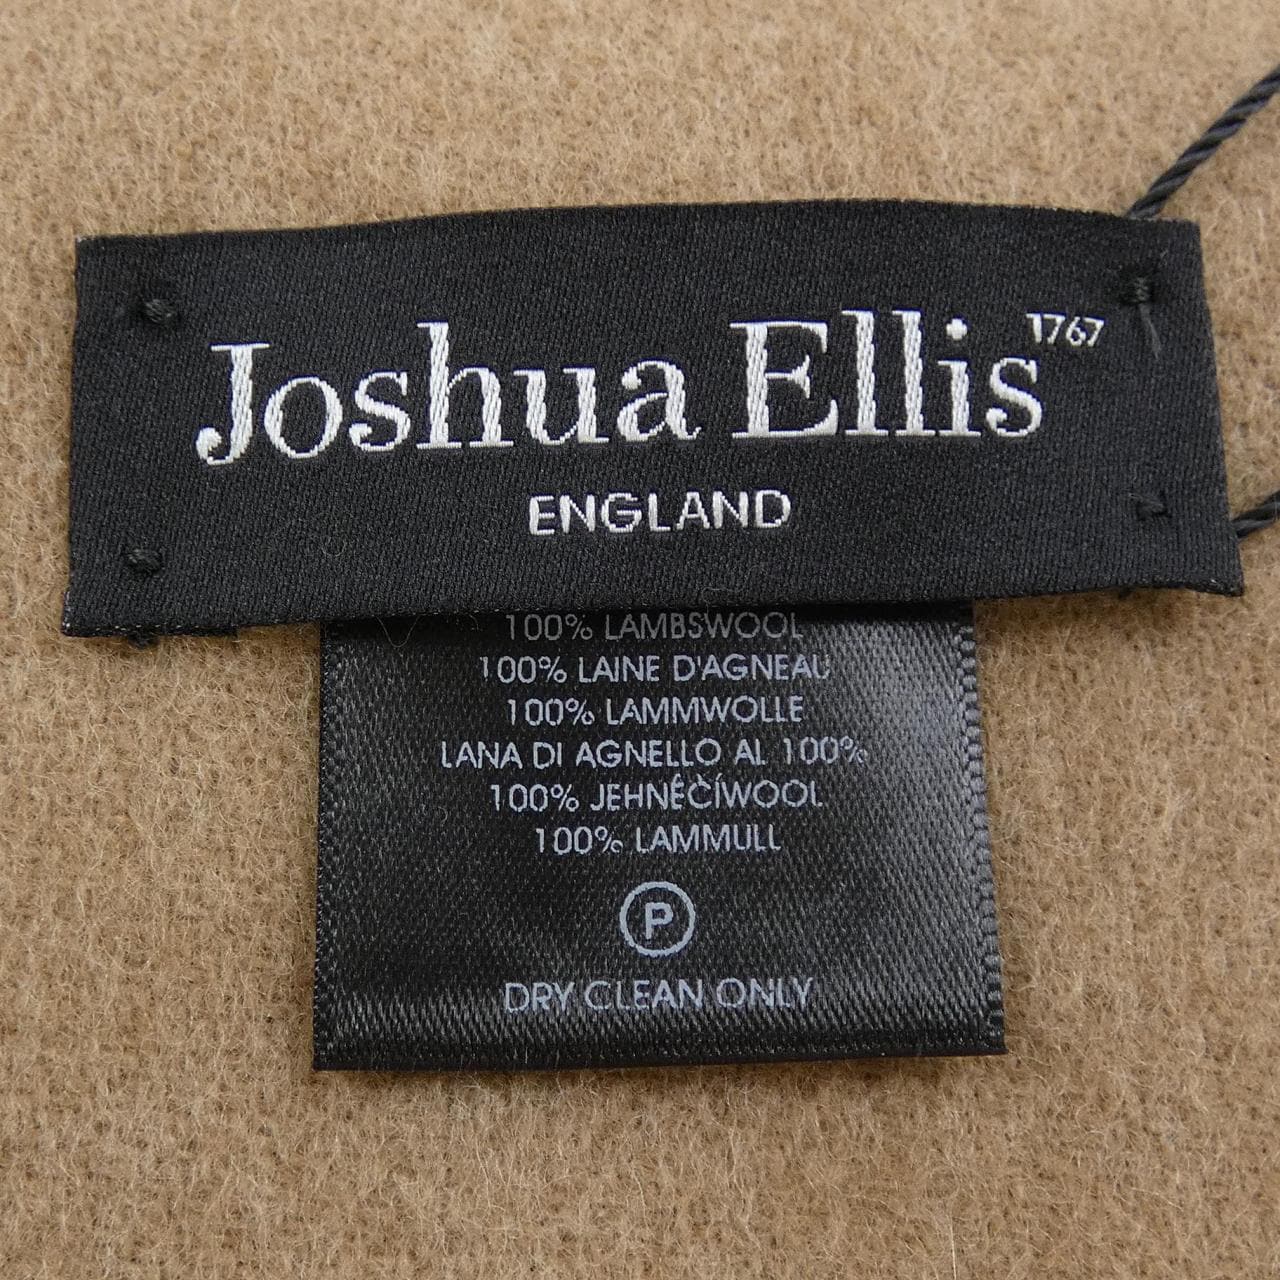 Joshua Ellis 1767
ENGLAND
100% LAMBSWOOL
100% LAINE D'AGNEAU
100% LAMMWOLLE
LANA DI AGNELLO AL 100%
100% JEHNĚČÍWOOL
100% LAMMULL
P
DRY CLEAN ONLY